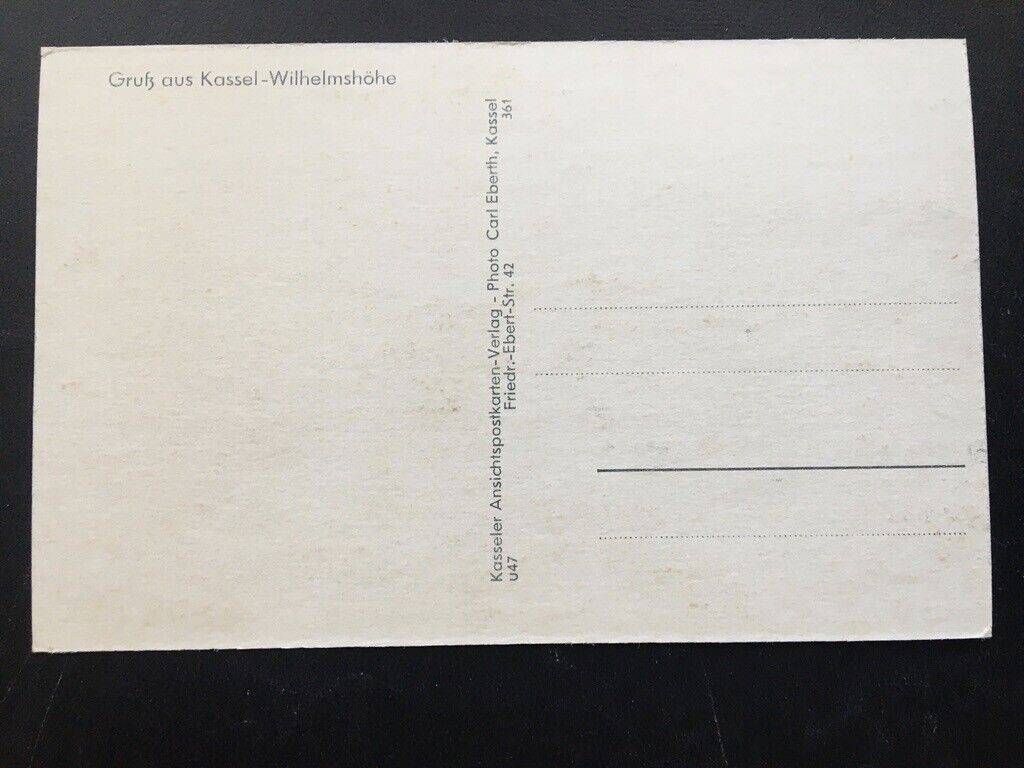 Gruß aus Kassel-Wilhelmshöhe
Kasseler Ansichtspostkarten-Verlag - Photo Carl Eberth, Kassel
U47 Friedr.-Ebert-Str. 42 361